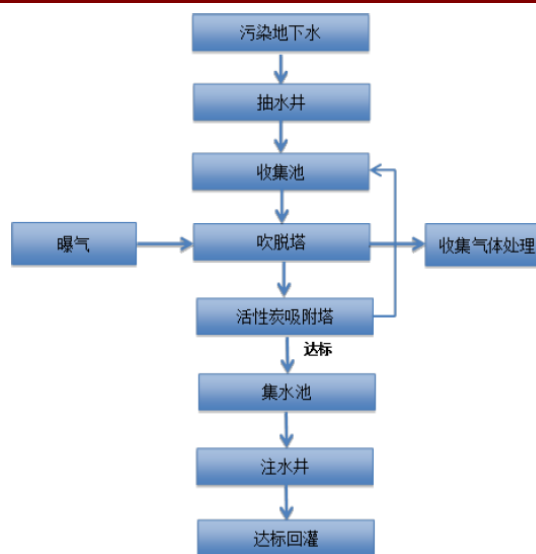 污染地下水
抽水井
收集池
曝气
吹脱塔
收集气体处理
活性炭吸附塔
达标
集水池
注水井
达标回灌